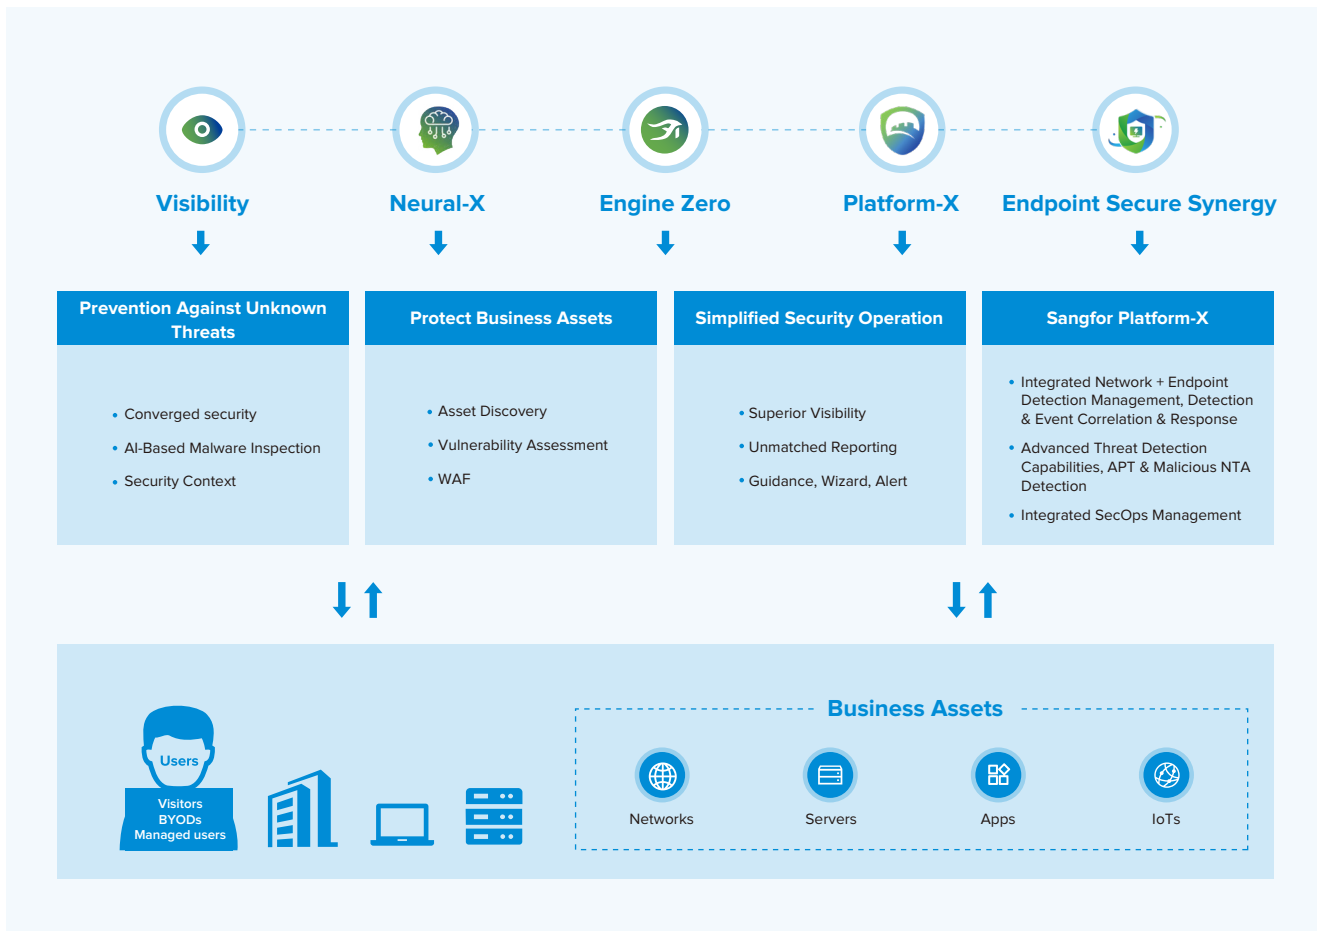 Visibility
Neural-X
Engine Zero
Platform-X
Endpoint Secure Synergy
Prevention Against Unknown
Threats
• Converged security
• AI-Based Malware Inspection
• Security Context
Protect Business Assets
• Asset Discovery
• Vulnerability Assessment
• WAF
Simplified Security Operation
• Superior Visibility
• Unmatched Reporting
• Guidance, Wizard, Alert
Sangfor Platform-X
• Integrated Network + Endpoint
Detection Management, Detection
& Event Correlation & Response
• Advanced Threat Detection
Capabilities, APT & Malicious NTA
Detection
• Integrated SecOps Management
Users
Visitors
BYODs
Managed users
Business Assets
Networks
Servers
Apps
IoTs